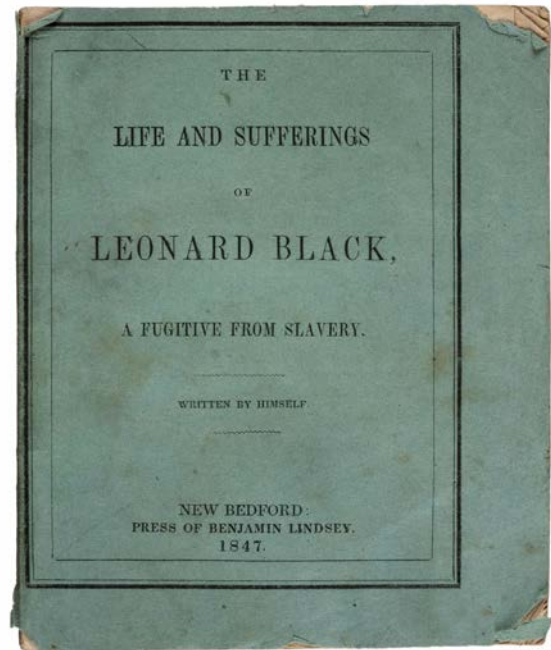 THE
LIFE AND SUFFERINGS
OF
LEONARD BLACK,
A FUGITIVE FROM SLAVERY.
WRITTEN BY HIMSELF.
NEW BEDFORD:
PRESS OF BENJAMIN LINDSEY.
1847.